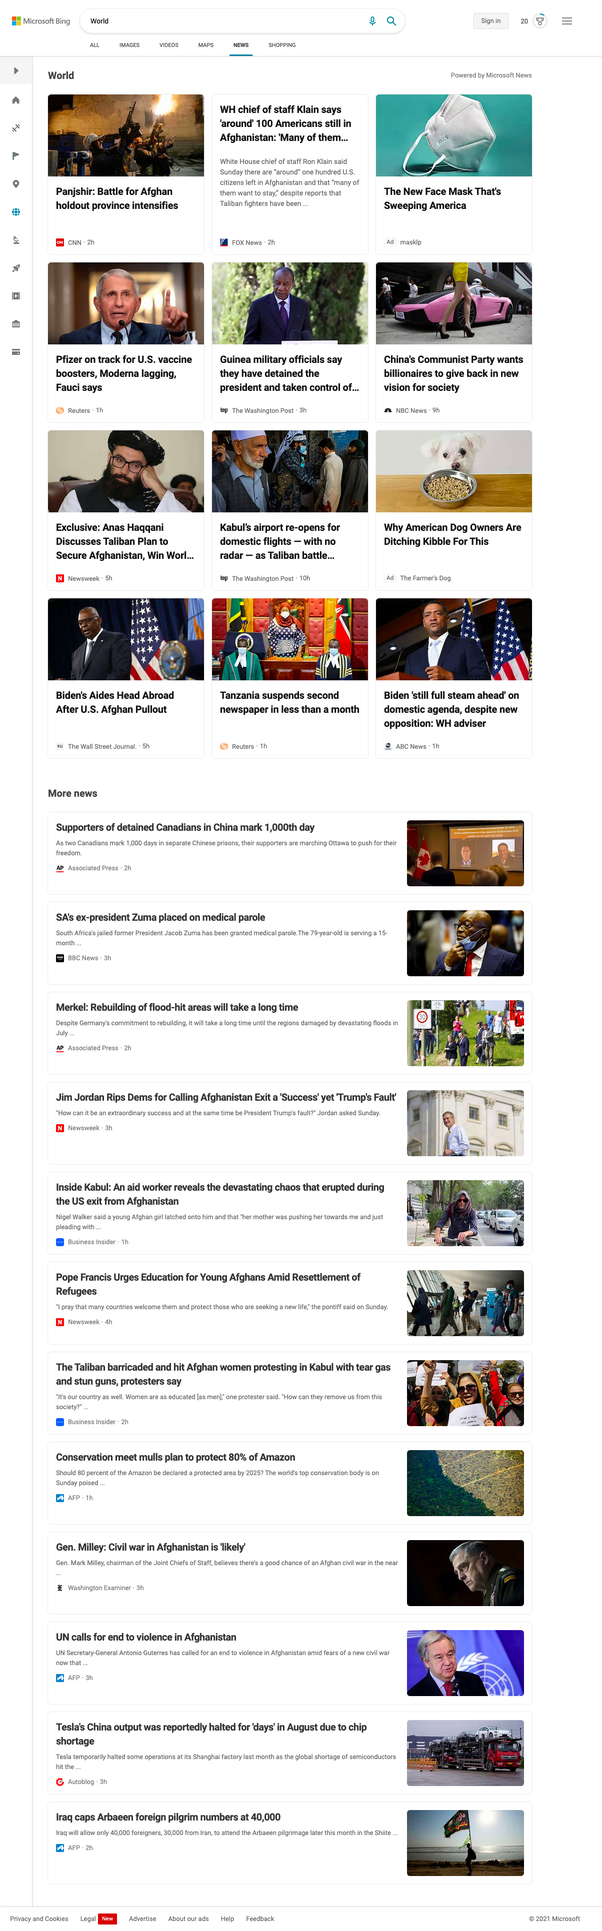 Microsoft Bing
World
Sign in
20
ALL
IMAGES
VIDEOS
MAPS
NEWS
SHOPPING
World
Powered by Microsoft News
Panjshir: Battle for Afghan
holdout province intensifies
CNN · 2h
WH chief of staff Klain says
'around' 100 Americans still in
Afghanistan: 'Many of them...
White House chief of staff Ron Klain said
Sunday there are "around" one hundred U.S.
citizens left in Afghanistan and that "many of
them want to stay," despite reports that
Taliban fighters have been ...
FOX News · 2h
The New Face Mask That's
Sweeping America
Ad masklp
Pfizer on track for U.S. vaccine
boosters, Moderna lagging,
Fauci says
Reuters · 1h
Guinea military officials say
they have detained the
president and taken control of...
wp The Washington Post · 3h
China's Communist Party wants
billionaires to give back in new
vision for society
NBC News · 9h
Exclusive: Anas Haqqani
Discusses Taliban Plan to
Secure Afghanistan, Win Worl...
N Newsweek · 5h
Kabul's airport re-opens for
domestic flights — with no
radar — as Taliban battle...
wp The Washington Post · 10h
Why American Dog Owners Are
Ditching Kibble For This
Ad The Farmer's Dog
Biden's Aides Head Abroad
After U.S. Afghan Pullout
WSJ The Wall Street Journal. · 5h
Tanzania suspends second
newspaper in less than a month
Reuters · 1h
Biden 'still full steam ahead' on
domestic agenda, despite new
opposition: WH adviser
ABC News · 1h
More news
Supporters of detained Canadians in China mark 1,000th day
As two Canadians mark 1,000 days in separate Chinese prisons, their supporters are marching Ottawa to push for their
freedom.
AP Associated Press · 2h
SA's ex-president Zuma placed on medical parole
South Africa's jailed former President Jacob Zuma has been granted medical parole.The 79-year-old is serving a 15-
month ...
BBC News · 3h
Merkel: Rebuilding of flood-hit areas will take a long time
Despite Germany's commitment to rebuilding, it will take a long time until the regions damaged by devastating floods in
July ...
AP Associated Press · 2h
Jim Jordan Rips Dems for Calling Afghanistan Exit a 'Success' yet 'Trump's Fault'
"How can it be an extraordinary success and at the same time be President Trump's fault?" Jordan asked Sunday.
N Newsweek · 3h
Inside Kabul: An aid worker reveals the devastating chaos that erupted during
the US exit from Afghanistan
Nigel Walker said a young Afghan girl latched onto him and that "her mother was pushing her towards me and just
pleading with ...
Business Insider · 1h
Pope Francis Urges Education for Young Afghans Amid Resettlement of
Refugees
"I pray that many countries welcome them and protect those who are seeking a new life," the pontiff said on Sunday.
N Newsweek · 4h
The Taliban barricaded and hit Afghan women protesting in Kabul with tear gas
and stun guns, protesters say
"It's our country as well. Women are as educated [as men]," one protester said. "How can they remove us from this
society?" ...
Business Insider · 2h
Conservation meet mulls plan to protect 80% of Amazon
Should 80 percent of the Amazon be declared a protected area by 2025? The world's top conservation body is on
Sunday poised ...
AFP · 1h
Gen. Milley: Civil war in Afghanistan is 'likely'
Gen. Mark Milley, chairman of the Joint Chiefs of Staff, believes there's a good chance of an Afghan civil war in the near
...
Washington Examiner · 3h
UN calls for end to violence in Afghanistan
UN Secretary-General Antonio Guterres has called for an end to violence in Afghanistan amid fears of a new civil war
now that ...
AFP · 3h
Tesla's China output was reportedly halted for 'days' in August due to chip
shortage
Tesla temporarily halted some operations at its Shanghai factory last month as the global shortage of semiconductors
hit the ...
Autoblog · 3h
Iraq caps Arbaeen foreign pilgrim numbers at 40,000
Iraq will allow only 40,000 foreigners, 30,000 from Iran, to attend the Arbaeen pilgrimage later this month in the Shiite ...
AFP · 2h
Privacy and Cookies
Legal
New
Advertise
About our ads
Help
Feedback
© 2021 Microsoft